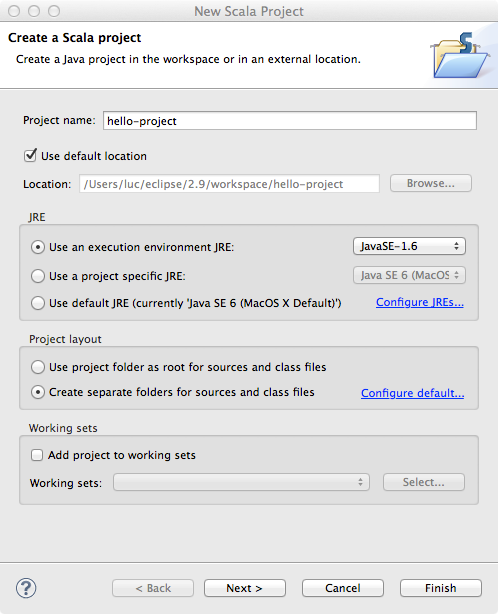 New Scala Project
Create a Scala project
Create a Java project in the workspace or in an external location.
Project name: hello-project
Use default location
Location: /Users/luc/eclipse/2.9/workspace/hello-project Browse...
JRE
Use an execution environment JRE: JavaSE-1.6
Use a project specific JRE: Java SE 6 (MacOS
Use default JRE (currently 'Java SE 6 (MacOS X Default)') Configure JREs...
Project layout
Use project folder as root for sources and class files
Create separate folders for sources and class files Configure default...
Working sets
Add project to working sets
Working sets: Select...
? < Back Next > Cancel Finish